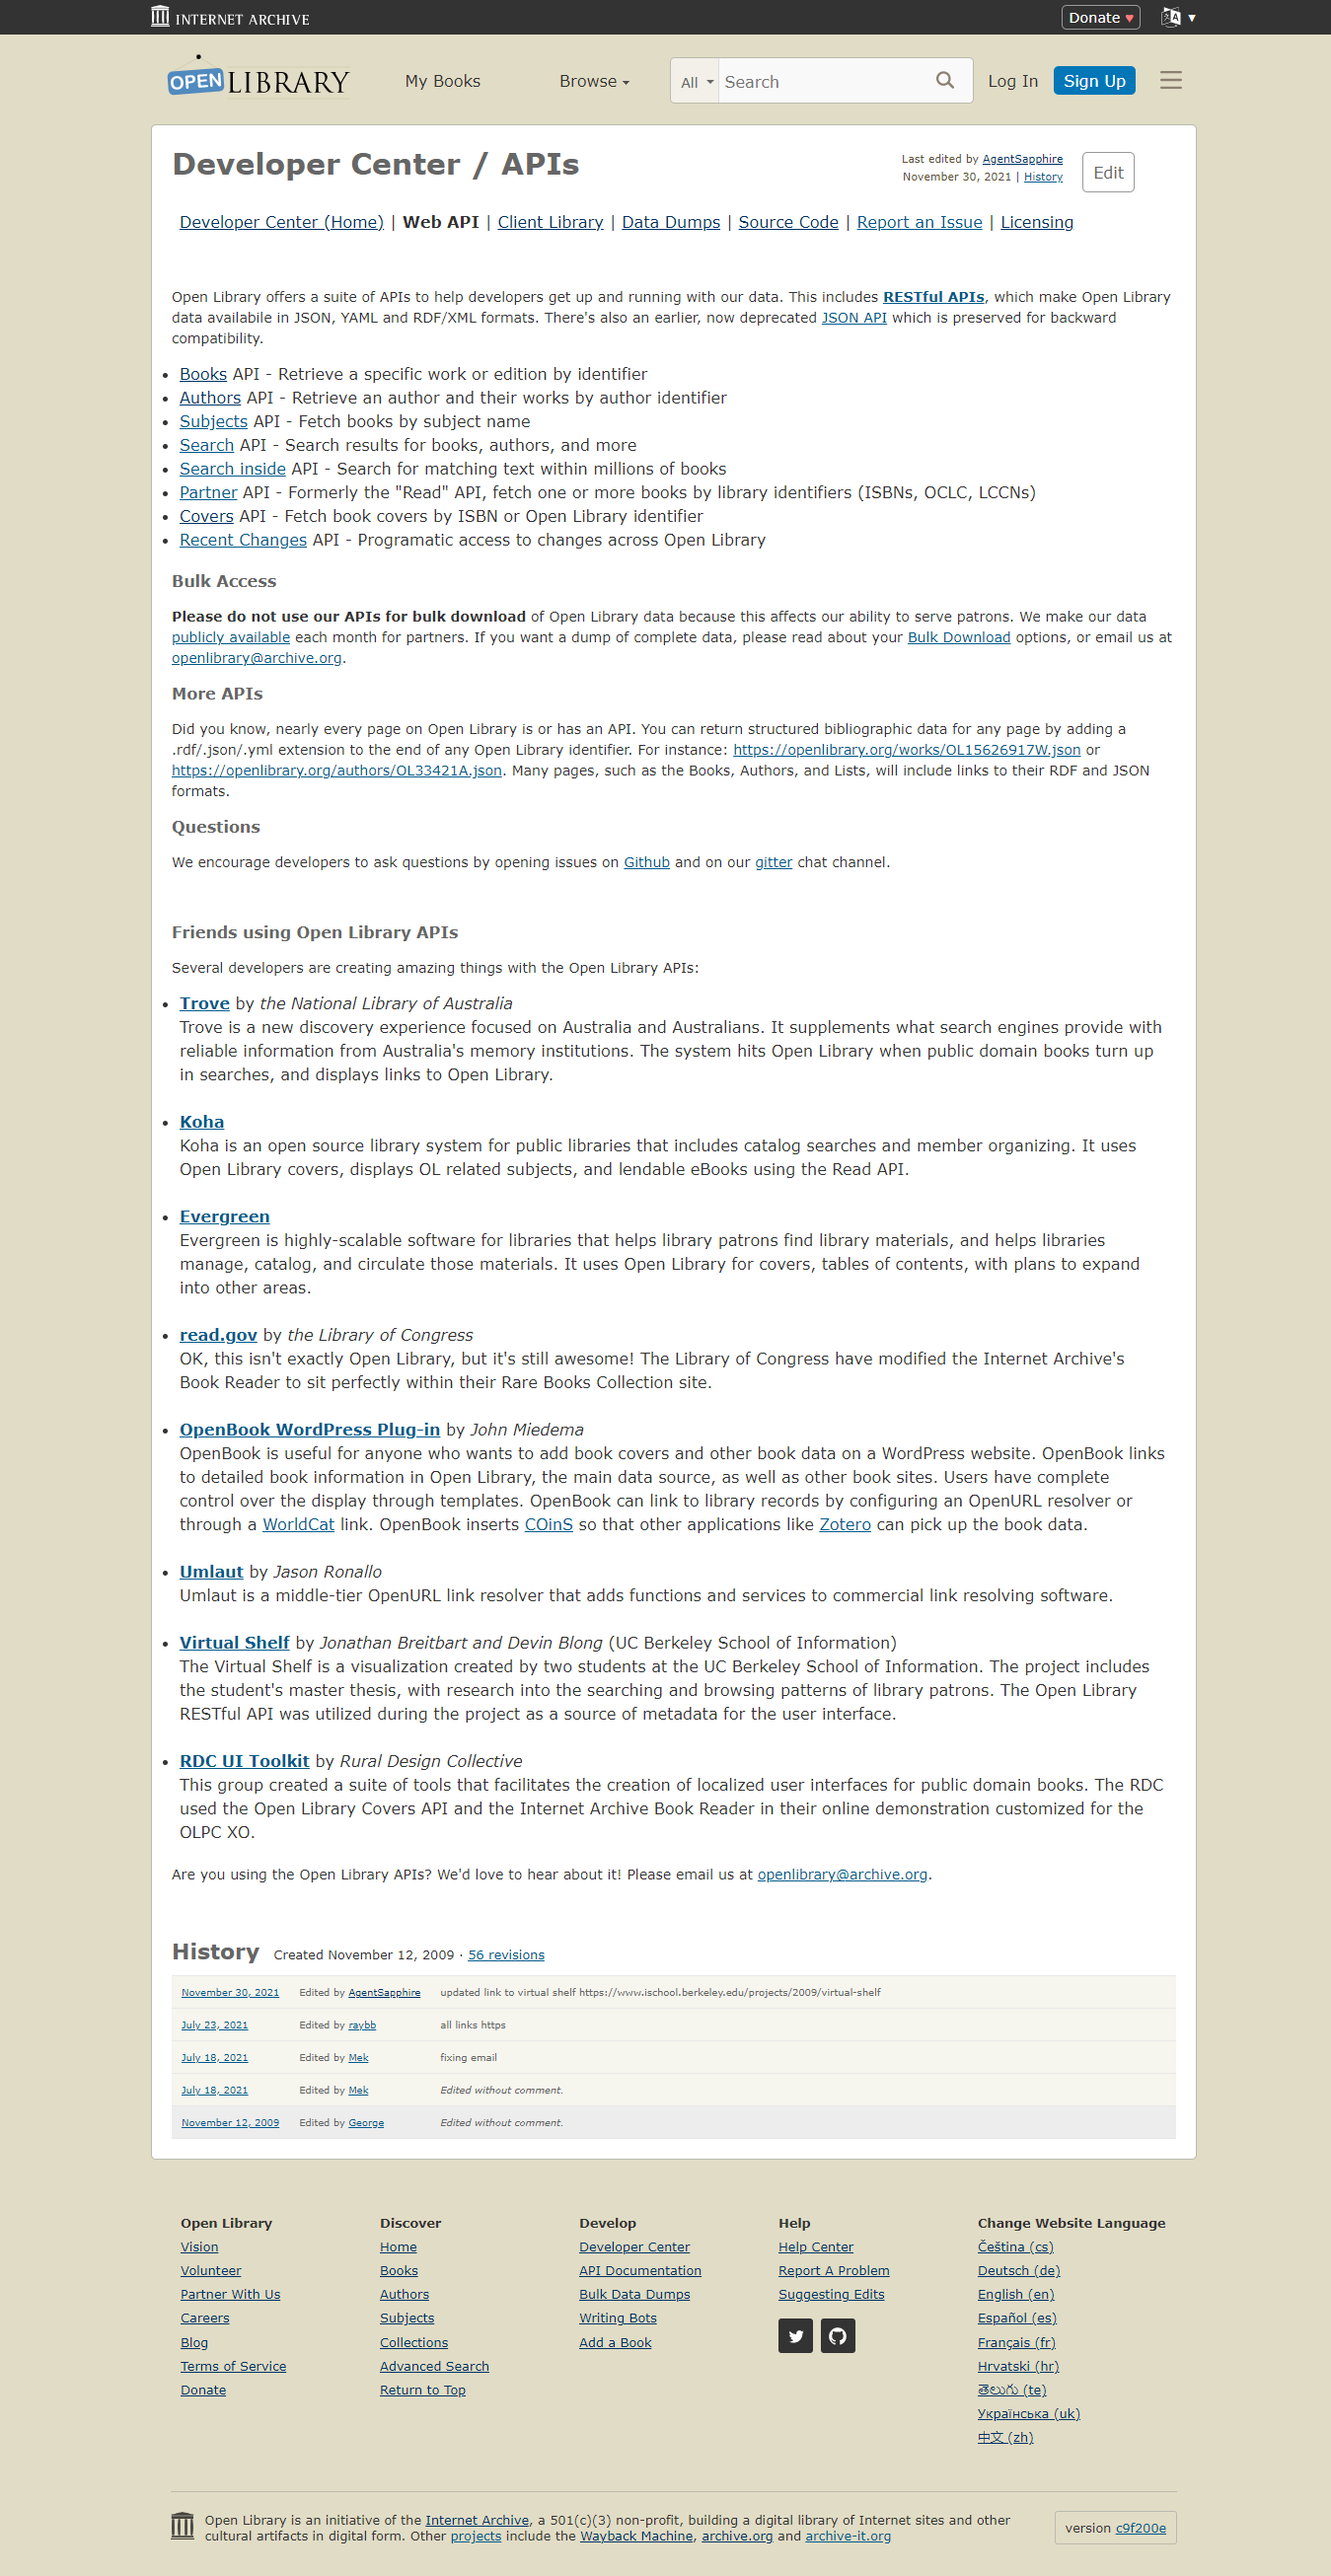 INTERNET ARCHIVE
Donate ♥
▼
OPEN LIBRARY
My Books
Browse
All
Search
Log In
Sign Up
Developer Center / APIs
Last edited by AgentSapphire
November 30, 2021 | History
Edit
Developer Center (Home) | Web API | Client Library | Data Dumps | Source Code | Report an Issue | Licensing
Open Library offers a suite of APIs to help developers get up and running with our data. This includes RESTful APIs, which make Open Library
data availabile in JSON, YAML and RDF/XML formats. There's also an earlier, now deprecated JSON API which is preserved for backward
compatibility.
• Books API - Retrieve a specific work or edition by identifier
• Authors API - Retrieve an author and their works by author identifier
• Subjects API - Fetch books by subject name
• Search API - Search results for books, authors, and more
• Search inside API - Search for matching text within millions of books
• Partner API - Formerly the "Read" API, fetch one or more books by library identifiers (ISBNs, OCLC, LCCNs)
• Covers API - Fetch book covers by ISBN or Open Library identifier
• Recent Changes API - Programatic access to changes across Open Library
Bulk Access
Please do not use our APIs for bulk download of Open Library data because this affects our ability to serve patrons. We make our data
publicly available each month for partners. If you want a dump of complete data, please read about your Bulk Download options, or email us at
openlibrary@archive.org.
More APIs
Did you know, nearly every page on Open Library is or has an API. You can return structured bibliographic data for any page by adding a
.rdf/.json/.yml extension to the end of any Open Library identifier. For instance: https://openlibrary.org/works/OL15626917W.json or
https://openlibrary.org/authors/OL33421A.json. Many pages, such as the Books, Authors, and Lists, will include links to their RDF and JSON
formats.
Questions
We encourage developers to ask questions by opening issues on Github and on our gitter chat channel.
Friends using Open Library APIs
Several developers are creating amazing things with the Open Library APIs:
• Trove by the National Library of Australia
Trove is a new discovery experience focused on Australia and Australians. It supplements what search engines provide with
reliable information from Australia's memory institutions. The system hits Open Library when public domain books turn up
in searches, and displays links to Open Library.
• Koha
Koha is an open source library system for public libraries that includes catalog searches and member organizing. It uses
Open Library covers, displays OL related subjects, and lendable eBooks using the Read API.
• Evergreen
Evergreen is highly-scalable software for libraries that helps library patrons find library materials, and helps libraries
manage, catalog, and circulate those materials. It uses Open Library for covers, tables of contents, with plans to expand
into other areas.
• read.gov by the Library of Congress
OK, this isn't exactly Open Library, but it's still awesome! The Library of Congress have modified the Internet Archive's
Book Reader to sit perfectly within their Rare Books Collection site.
• OpenBook WordPress Plug-in by John Miedema
OpenBook is useful for anyone who wants to add book covers and other book data on a WordPress website. OpenBook links
to detailed book information in Open Library, the main data source, as well as other book sites. Users have complete
control over the display through templates. OpenBook can link to library records by configuring an OpenURL resolver or
through a WorldCat link. OpenBook inserts COinS so that other applications like Zotero can pick up the book data.
• Umlaut by Jason Ronallo
Umlaut is a middle-tier OpenURL link resolver that adds functions and services to commercial link resolving software.
• Virtual Shelf by Jonathan Breitbart and Devin Blong (UC Berkeley School of Information)
The Virtual Shelf is a visualization created by two students at the UC Berkeley School of Information. The project includes
the student's master thesis, with research into the searching and browsing patterns of library patrons. The Open Library
RESTful API was utilized during the project as a source of metadata for the user interface.
• RDC UI Toolkit by Rural Design Collective
This group created a suite of tools that facilitates the creation of localized user interfaces for public domain books. The RDC
used the Open Library Covers API and the Internet Archive Book Reader in their online demonstration customized for the
OLPC XO.
Are you using the Open Library APIs? We'd love to hear about it! Please email us at openlibrary@archive.org.
History Created November 12, 2009 · 56 revisions
November 30, 2021 Edited by AgentSapphire updated link to virtual shelf https://www.ischool.berkeley.edu/projects/2009/virtual-shelf
July 23, 2021 Edited by raybb all links https
July 18, 2021 Edited by Mek fixing email
July 18, 2021 Edited by Mek Edited without comment.
November 12, 2009 Edited by George Edited without comment.
Open Library
Vision
Volunteer
Partner With Us
Careers
Blog
Terms of Service
Donate
Discover
Home
Books
Authors
Subjects
Collections
Advanced Search
Return to Top
Develop
Developer Center
API Documentation
Bulk Data Dumps
Writing Bots
Add a Book
Help
Help Center
Report A Problem
Suggesting Edits
Change Website Language
Čeština (cs)
Deutsch (de)
English (en)
Español (es)
Français (fr)
Hrvatski (hr)
తెలుగు (te)
Українська (uk)
中文 (zh)
Open Library is an initiative of the Internet Archive, a 501(c)(3) non-profit, building a digital library of Internet sites and other
cultural artifacts in digital form. Other projects include the Wayback Machine, archive.org and archive-it.org
version c9f200e